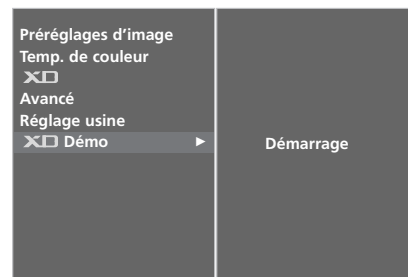 Préréglages d'image
Temp. de couleur
XD
Avancé
Réglage usine
XD Démo ►
Démarrage